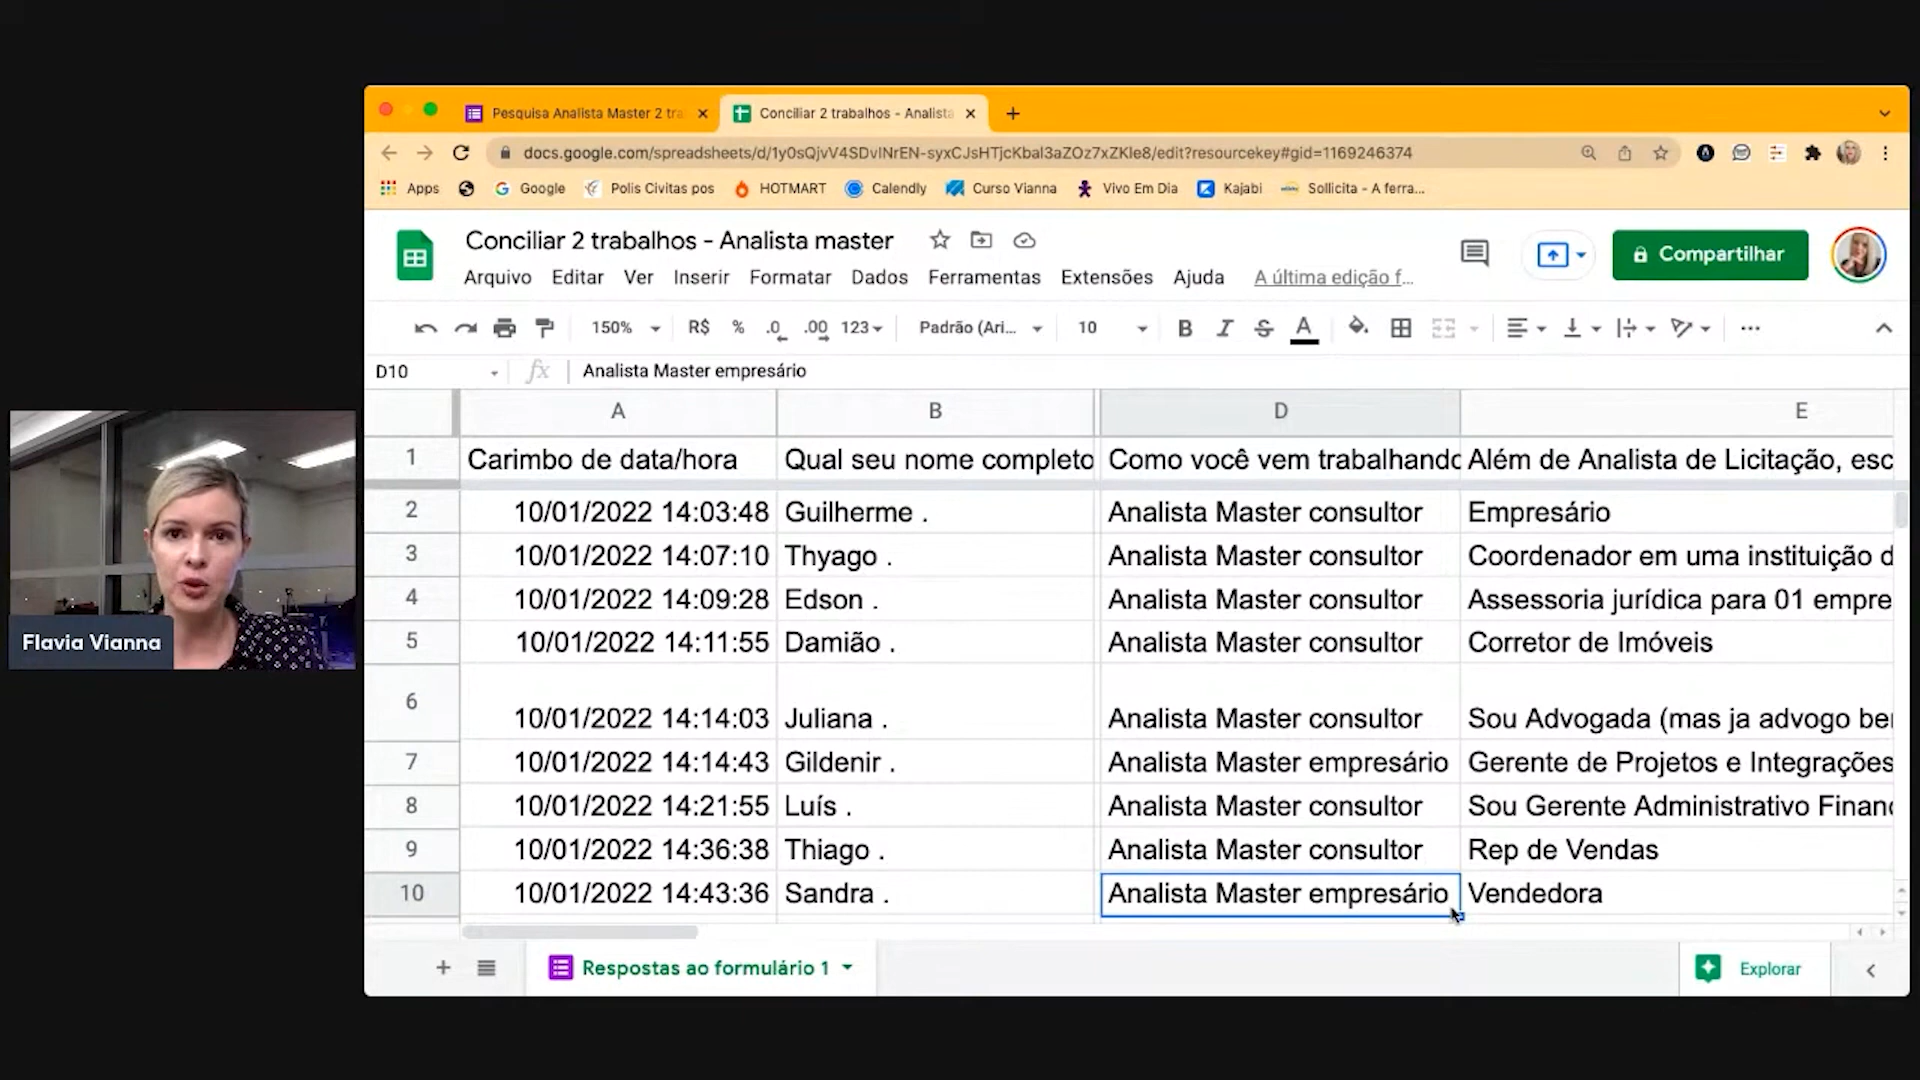 Pesquisa Analista Master 2 tra
Conciliar 2 trabalhos - Analista
docs.google.com/spreadsheets/d/1y0sQjvV4SDvINrEN-syxCJsHTjcKbal3aZOz7xZKIe8/edit?resourcekey#gid=1169246374
Apps
Google
Polis Civitas pos
HOTMART
Calendly
Curso Vianna
Vivo Em Dia
Kajabi
Sollicita - A ferra...
Conciliar 2 trabalhos - Analista master
Arquivo Editar Ver Inserir Formatar Dados Ferramentas Extensões Ajuda A última edição f...
Compartilhar
150% R$ % .0 .00 123 Padrão (Ari... 10 B I S A
D10 fx Analista Master empresário
A B D E
1 Carimbo de data/hora Qual seu nome completo Como você vem trabalhando Além de Analista de Licitação, esc
2 10/01/2022 14:03:48 Guilherme . Analista Master consultor Empresário
3 10/01/2022 14:07:10 Thyago . Analista Master consultor Coordenador em uma instituição d
4 10/01/2022 14:09:28 Edson . Analista Master consultor Assessoria jurídica para 01 empre
5 10/01/2022 14:11:55 Damião . Analista Master consultor Corretor de Imóveis
6 10/01/2022 14:14:03 Juliana . Analista Master consultor Sou Advogada (mas ja advogo be
7 10/01/2022 14:14:43 Gildenir . Analista Master empresário Gerente de Projetos e Integrações
8 10/01/2022 14:21:55 Luís . Analista Master consultor Sou Gerente Administrativo Finan
9 10/01/2022 14:36:38 Thiago . Analista Master consultor Rep de Vendas
10 10/01/2022 14:43:36 Sandra . Analista Master empresário Vendedora
Flavia Vianna
Respostas ao formulário 1
Explorar